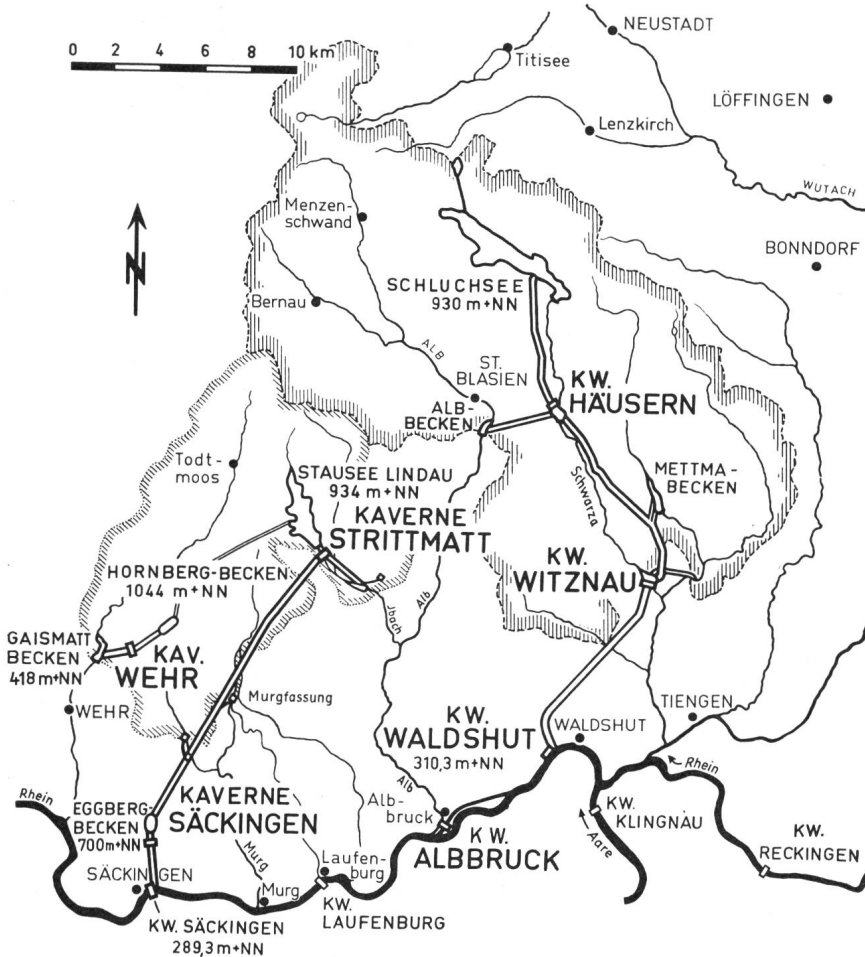 0 2 4 6 8 10 km
NEUSTADT
Titisee
LÖFFINGEN
Lenzkirch
WUTACH
Menzen-
schwand
N
BONNDORF
SCHLUCHSEE
930 m+NN
Bernau
ALB
ST.
BLASIEN
KW.
HÄUSERN
ALB-
BECKEN
Todt-
moos
STAUSEE LINDAU
934 m+NN
Schwarza
METTMA-
BECKEN
KAVERNE
STRITTMATT
HORNBERG-BECKEN
1044 m+NN
KW.
WITZNAU
Jbach
Alb
GAISMATT
BECKEN
418m+NN
KAV.
WEHR
Murgfassung
WEHR
TIENGEN
KW.
WALDSHUT
310,3 m+NN
WALDSHUT
Rhein
Rhein
EGGBERG-
BECKEN
700m+NN
KAVERNE
SÄCKINGEN
Alb
Alb-
bruck
KW.
ALBBRUCK
KW.
KLINGNAU
Aare
KW.
RECKINGEN
SÄCKINGEN
Murg
Murg
Laufen-
burg
KW.
LAUFENBURG
KW. SÄCKINGEN
289,3 m+NN